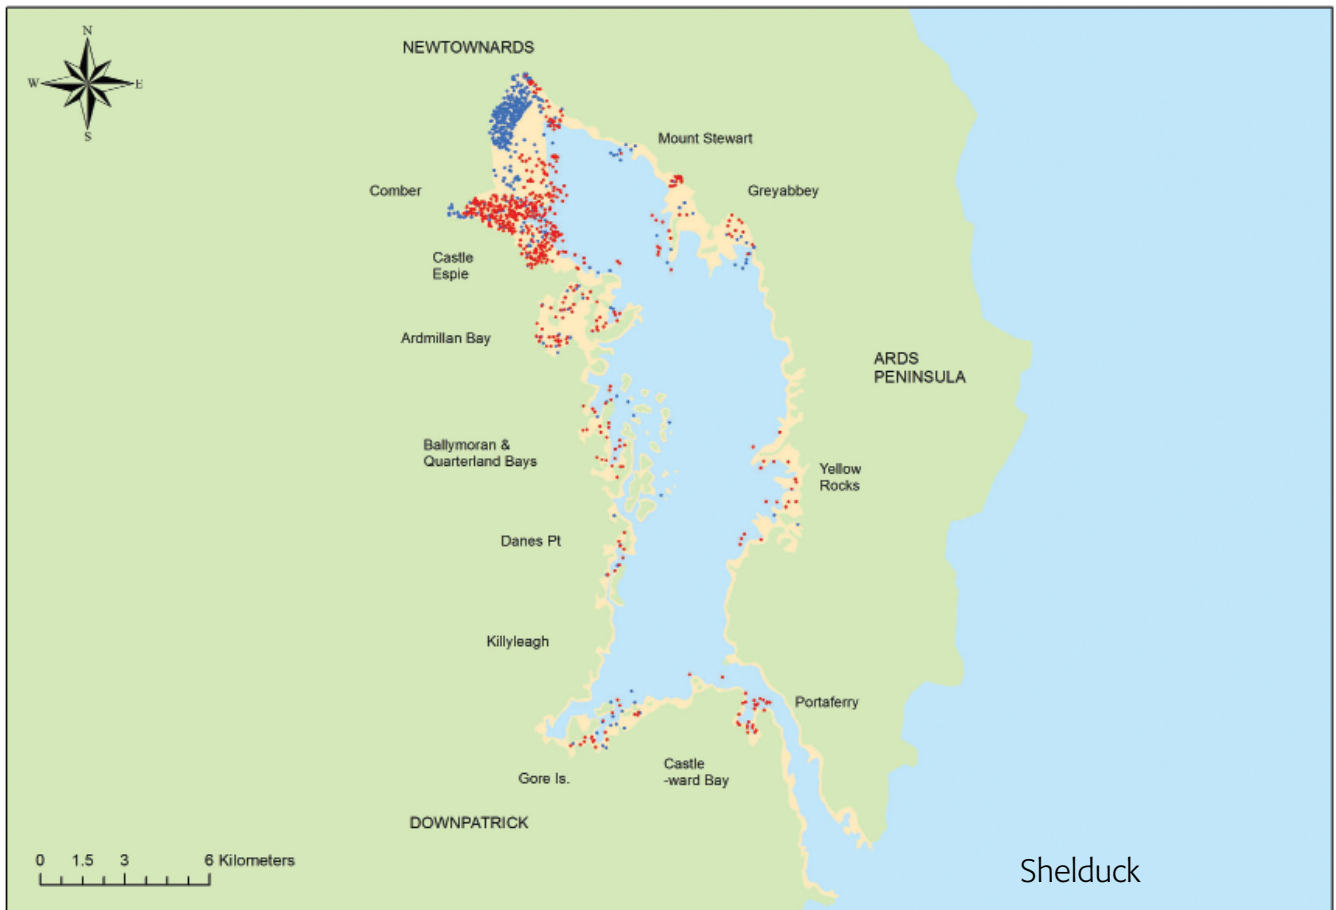 N
W
E
S
NEWTOWNARDS
Mount Stewart
Comber
Greyabbey
Castle
Espie
Ardmillan Bay
ARDS
PENINSULA
Ballymoran &
Quarterland Bays
Yellow
Rocks
Danes Pt
Killyleagh
Portaferry
Castle
-ward Bay
Gore Is.
DOWNPATRICK
0 1.5 3 6 Kilometers
Shelduck